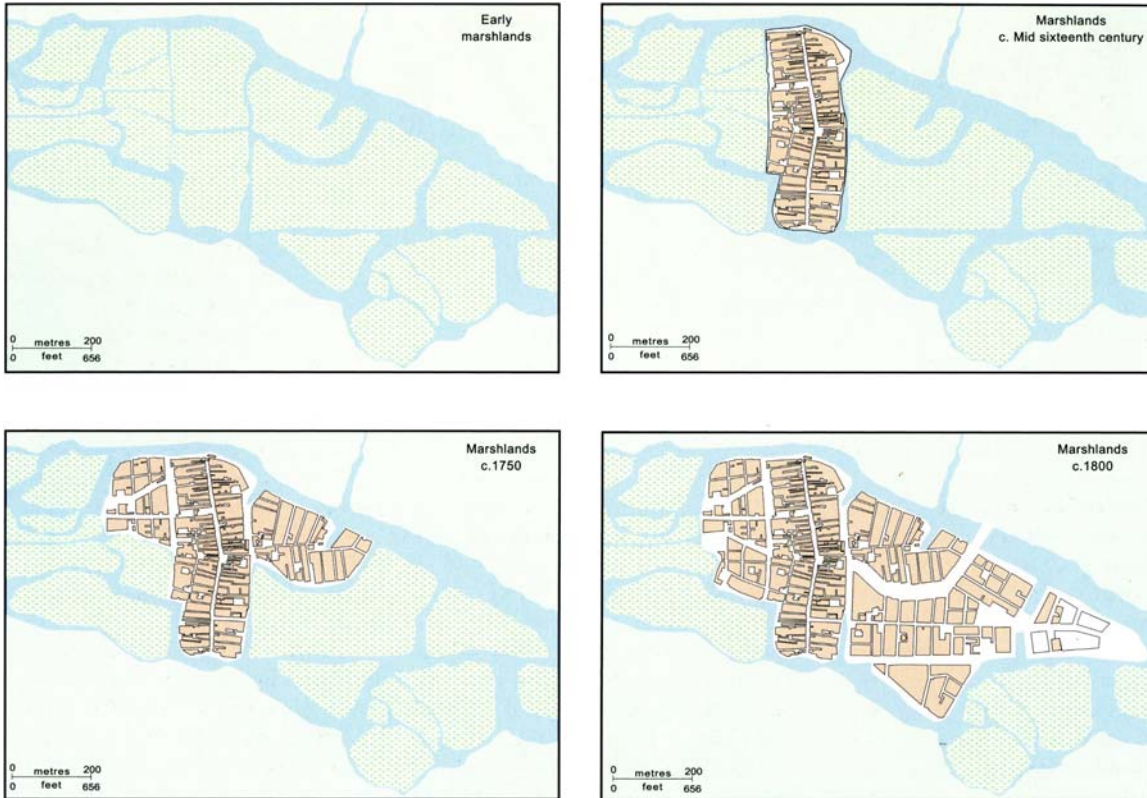 Early
marshlands
0 metres 200
0 feet 656
Marshlands
c. Mid sixteenth century
0 metres 200
0 feet 656
Marshlands
c.1750
0 metres 200
0 feet 656
Marshlands
c.1800
0 metres 200
0 feet 656